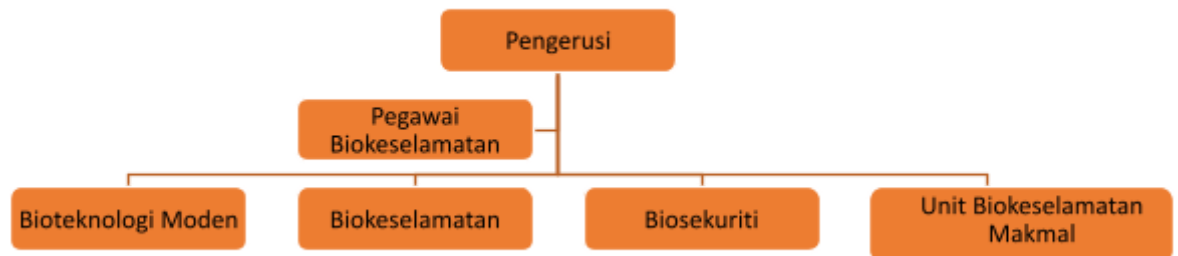 Pengerusi
Pegawai
Biokeselamatan
Bioteknologi Moden
Biokeselamatan
Biosekuriti
Unit Biokeselamatan
Makmal